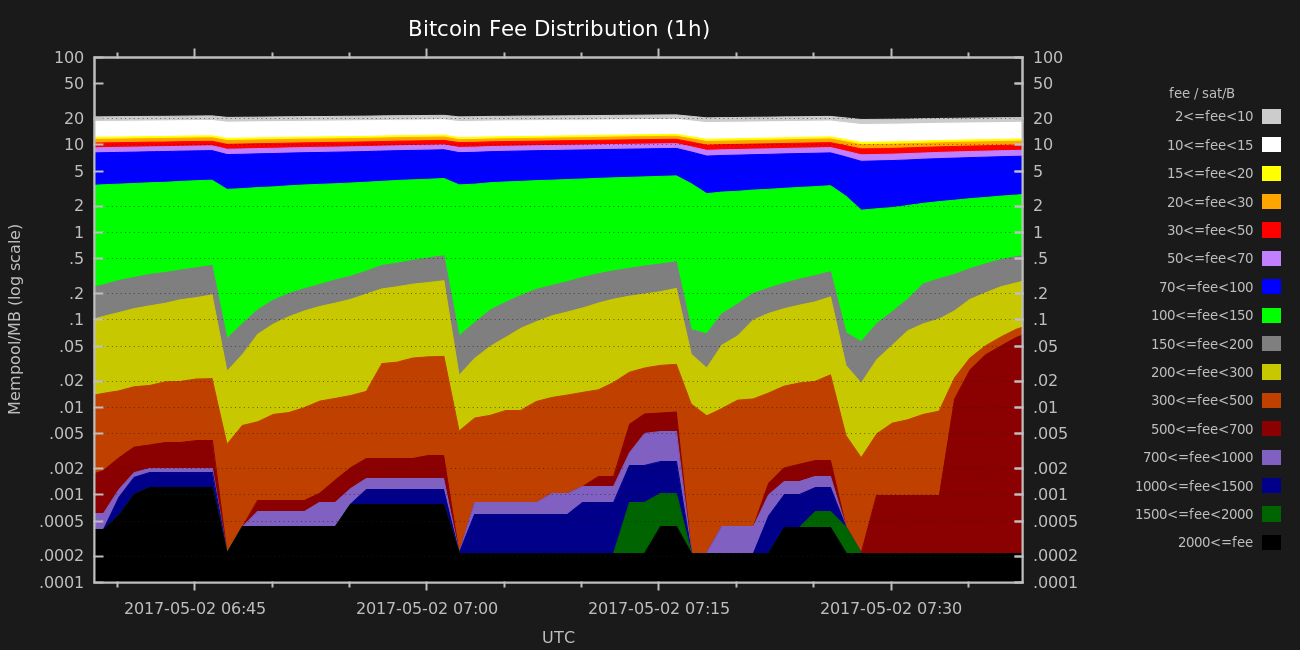 Bitcoin Fee Distribution (1h)
Mempool/MB (log scale)
100
50
20
10
5
2
1
.5
.2
.1
.05
.02
.01
.005
.002
.001
.0005
.0002
.0001
100
50
20
10
5
2
1
.5
.2
.1
.05
.02
.01
.005
.002
.001
.0005
.0002
.0001
2017-05-02 06:45
2017-05-02 07:00
2017-05-02 07:15
2017-05-02 07:30
UTC
fee / sat/B
2<=fee<10
10<=fee<15
15<=fee<20
20<=fee<30
30<=fee<50
50<=fee<70
70<=fee<100
100<=fee<150
150<=fee<200
200<=fee<300
300<=fee<500
500<=fee<700
700<=fee<1000
1000<=fee<1500
1500<=fee<2000
2000<=fee